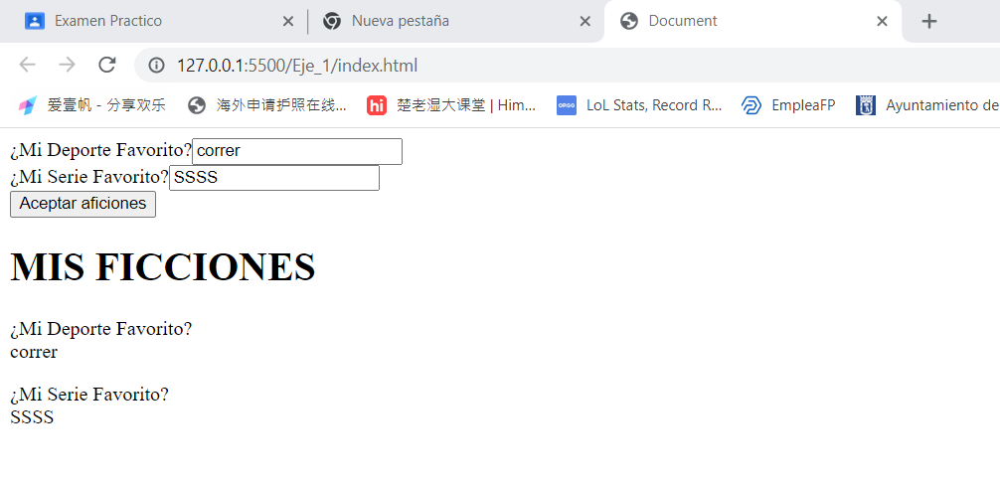 Examen Practico
Nueva pestaña
Document
127.0.0.1:5500/Eje_1/index.html
爱壹帆 - 分享欢乐
海外申请护照在线...
hi
楚老湿大课堂 | Him...
OPGG
LoL Stats, Record R...
EmpleaFP
Ayuntamiento de
¿Mi Deporte Favorito? correr
¿Mi Serie Favorito? SSSS
Aceptar aficiones
MIS FICCIONES
¿Mi Deporte Favorito?
correr
¿Mi Serie Favorito?
SSSS